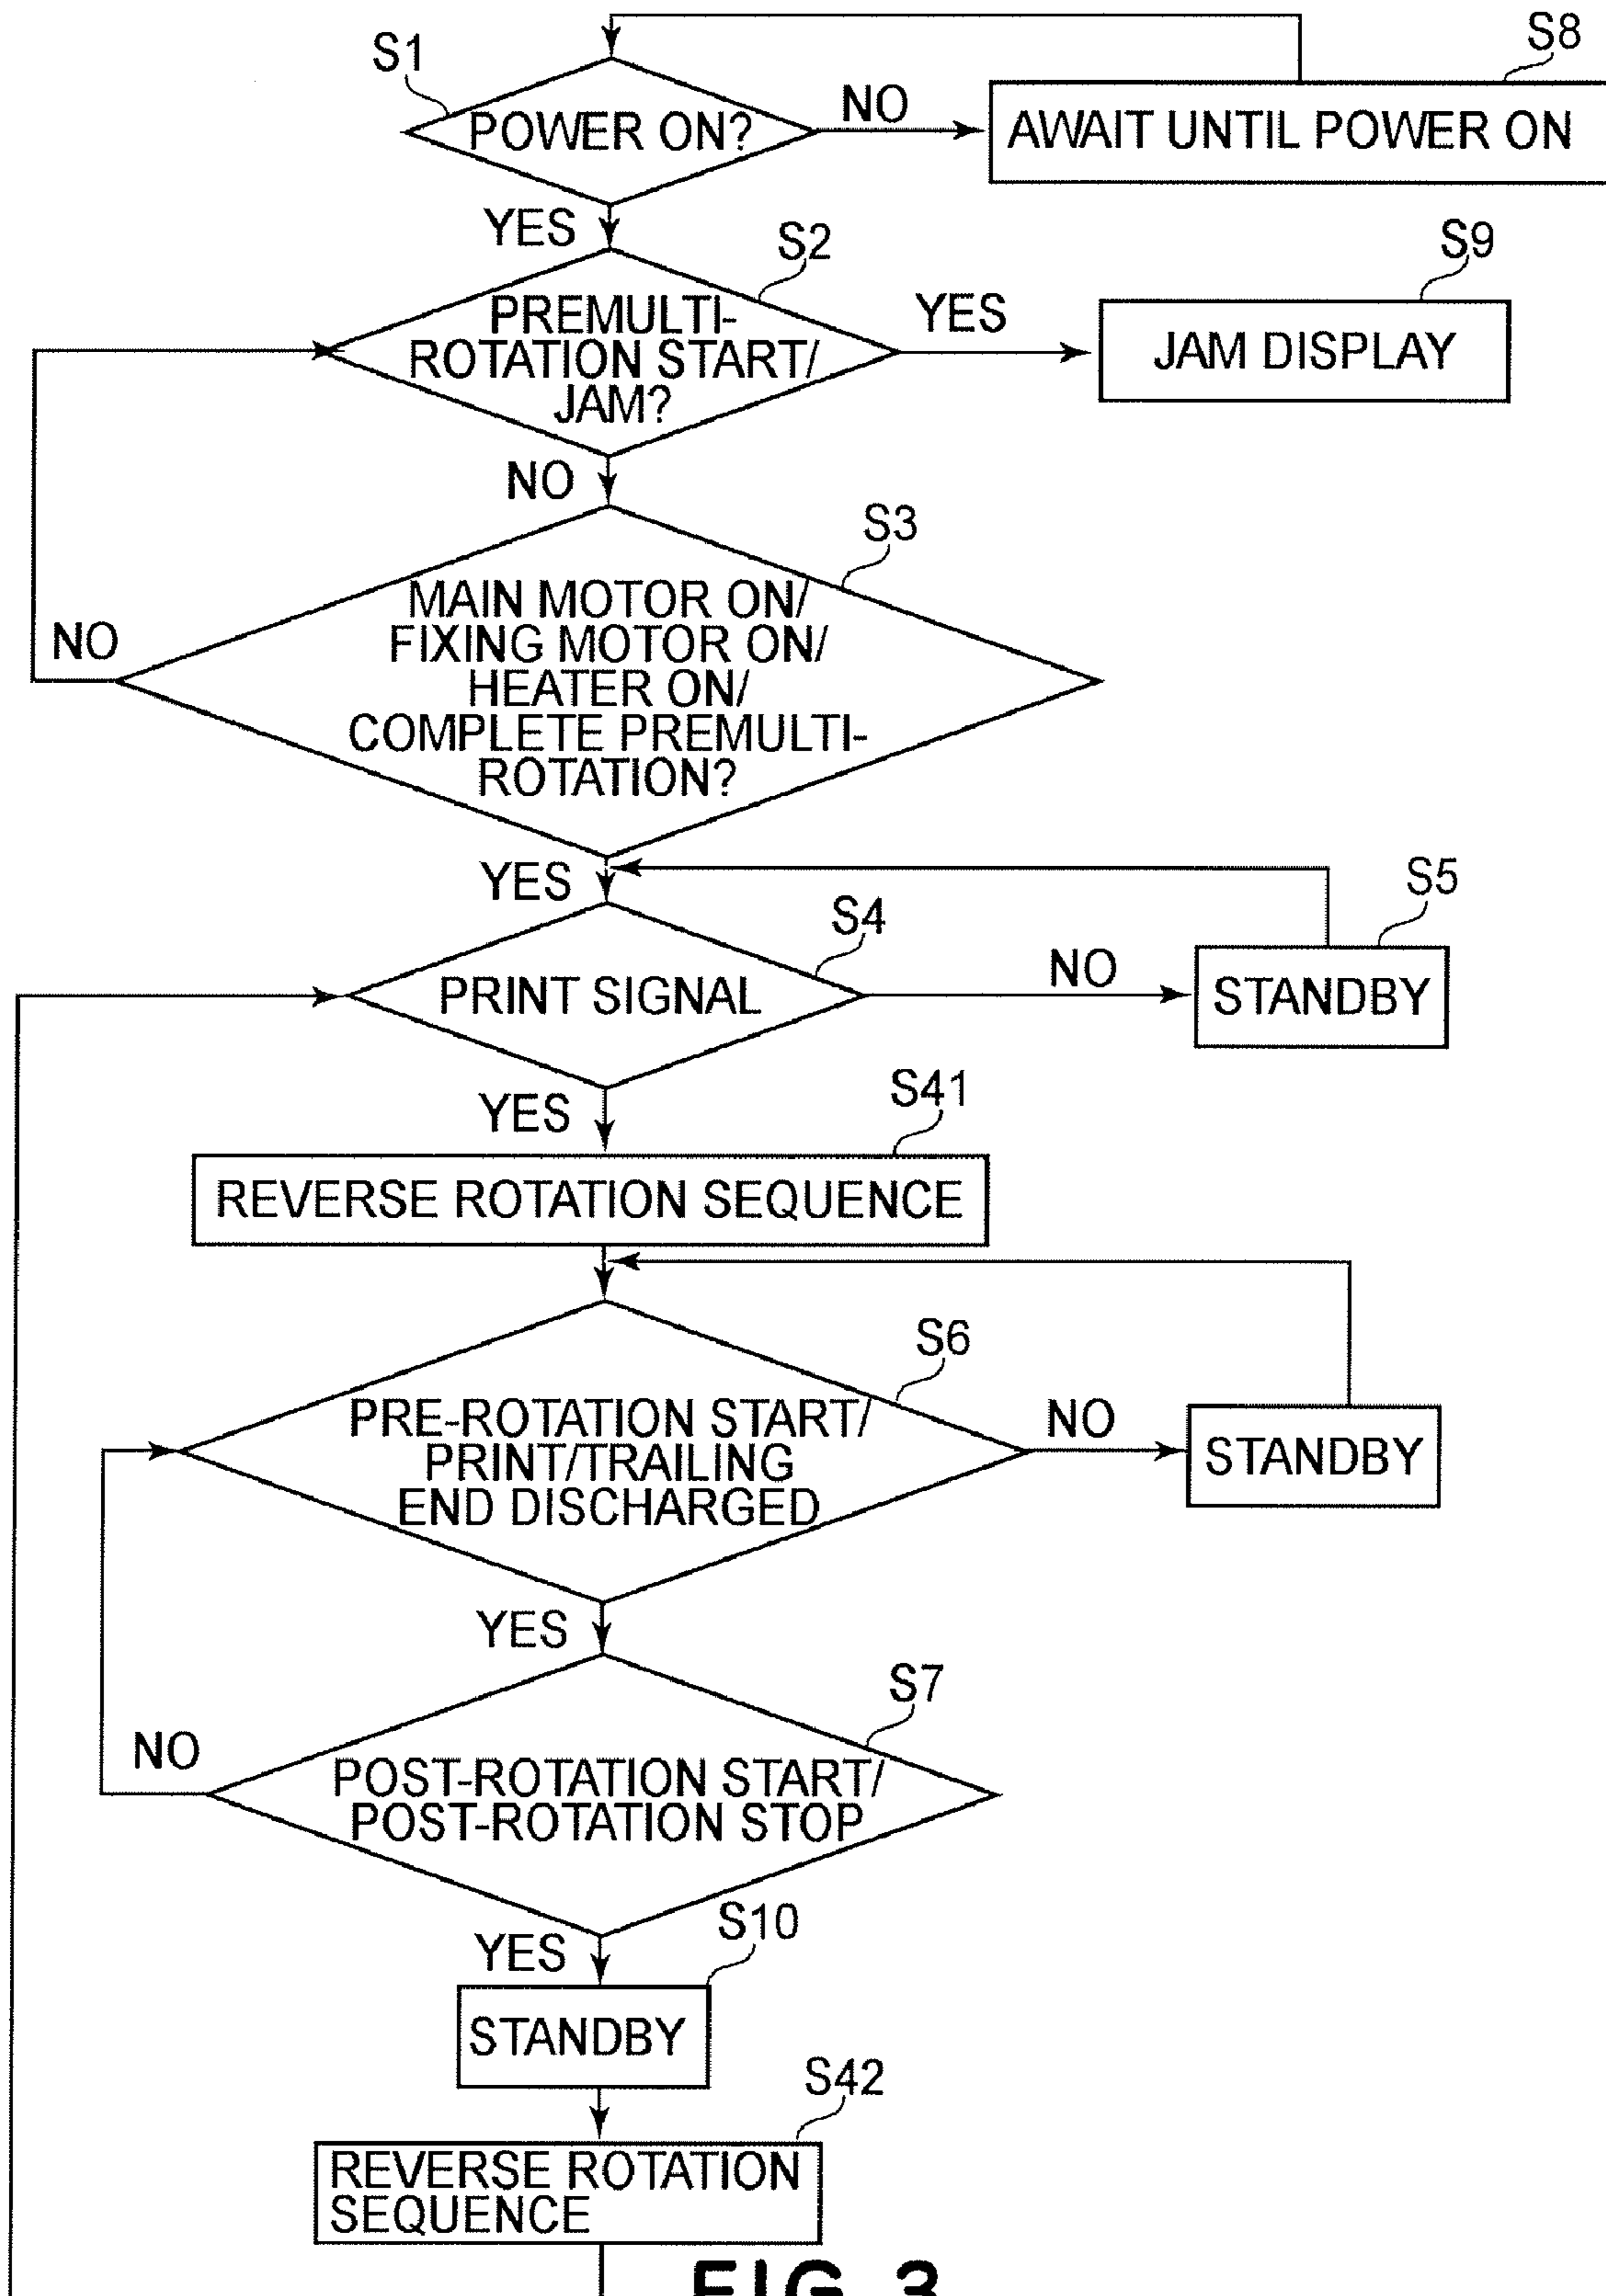 S1
POWER ON?
NO
S8
AWAIT UNTIL POWER ON
YES
S2
PREMULTI-
ROTATION START/
JAM?
YES
S9
JAM DISPLAY
NO
S3
MAIN MOTOR ON/
FIXING MOTOR ON/
HEATER ON/
COMPLETE PREMULTI-
ROTATION?
NO
YES
S4
PRINT SIGNAL
NO
S5
STANDBY
YES
S41
REVERSE ROTATION SEQUENCE
S6
PRE-ROTATION START/
PRINT/TRAILING
END DISCHARGED
NO
STANDBY
YES
S7
POST-ROTATION START/
POST-ROTATION STOP
NO
YES
S10
STANDBY
S42
REVERSE ROTATION
SEQUENCE
FIG.3